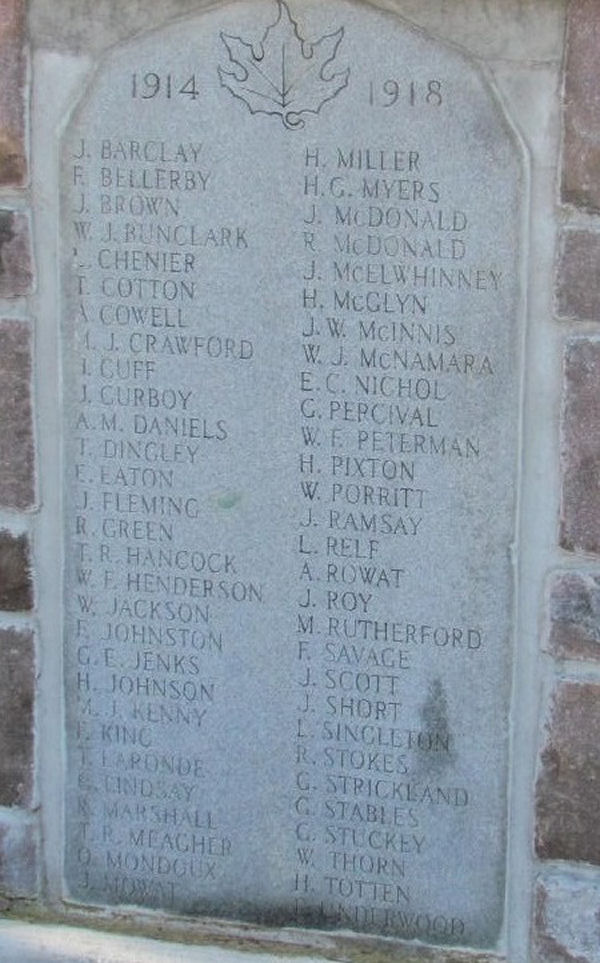 1914 1918
J. BARCLAY
F. BELLERBY
J. BROWN
W. J. BUNCLARK
CHENIER
T. COTTON
A. COWELL
M. J. CRAWFORD
CUFF
J. CURBOY
A. M. DANIELS
T. DINGLEY
E. EATON
J. FLEMING
R. GREEN
T. R. HANCOCK
W. F. HENDERSON
W. JACKSON
F. JOHNSTON
G. E. JENKS
H. JOHNSON
M. J. KENNY
F. KING
T. LAPONDE
LINDSAY
R. MARSHALL
T. R. MEAGHER
O. MONDOUX
J. MOWAT
H. MILLER
H. G. MYERS
J. McDONALD
R. McDONALD
J. McELWHINNEY
H. McGLYN
J. W. McINNIS
W. J. McNAMARA
E. C. NICHOL
G. PERCIVAL
W. F. PETERMAN
H. PIXTON
W. PORRITT
J. RAMSAY
L. RELF
A. ROWAT
J. ROY
M. RUTHERFORD
F. SAVAGE
J. SCOTT
J. SHORT
L. SINGLETON
R. STOKES
G. STRICKLAND
G. STABLES
G. STUCKEY
W. THORN
H. TOTTEN
UNDERWOOD